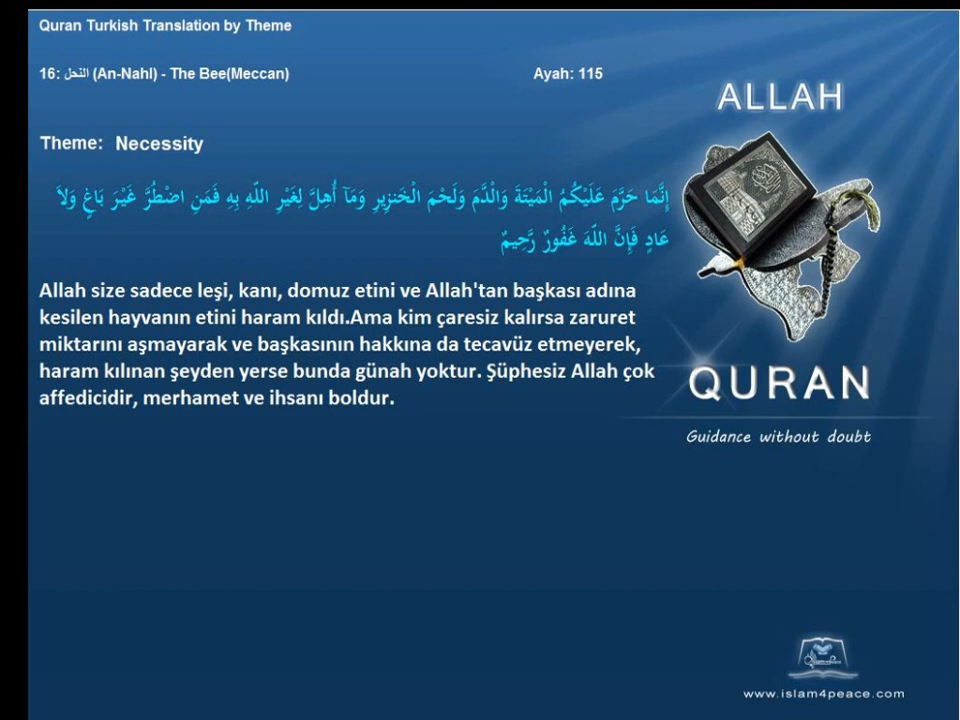 Quran Turkish Translation by Theme
16: النحل (An-Nahl) - The Bee(Meccan)
Ayah: 115
ALLAH
Theme: Necessity
إِنَّمَا حَرَّمَ عَلَيْكُمُ الْمَيْتَةَ وَالْدَّمَ وَلَحْمَ الْخَنزِيرِ وَمَآ أُهِلَّ لِغَيْرِ اللّهِ بِهِ فَمَنِ اضْطُرَّ غَيْرَ بَاغٍ وَلاَ
عَادٍ فَإِنَّ اللّهَ غَفُورٌ رَّحِيمٌ
Allah size sadece leşi, kanı, domuz etini ve Allah'tan başkası adına
kesilen hayvanın etini haram kıldı.Ama kim çaresiz kalırsa zaruret
miktarını aşmayarak ve başkasının hakkına da tecavüz etmeyerek,
haram kılınan şeyden yerse bunda günah yoktur. Şüphesiz Allah çok
affedicidir, merhamet ve ihsanı boldur.
QURAN
Guidance without doubt
www.islam4peace.com